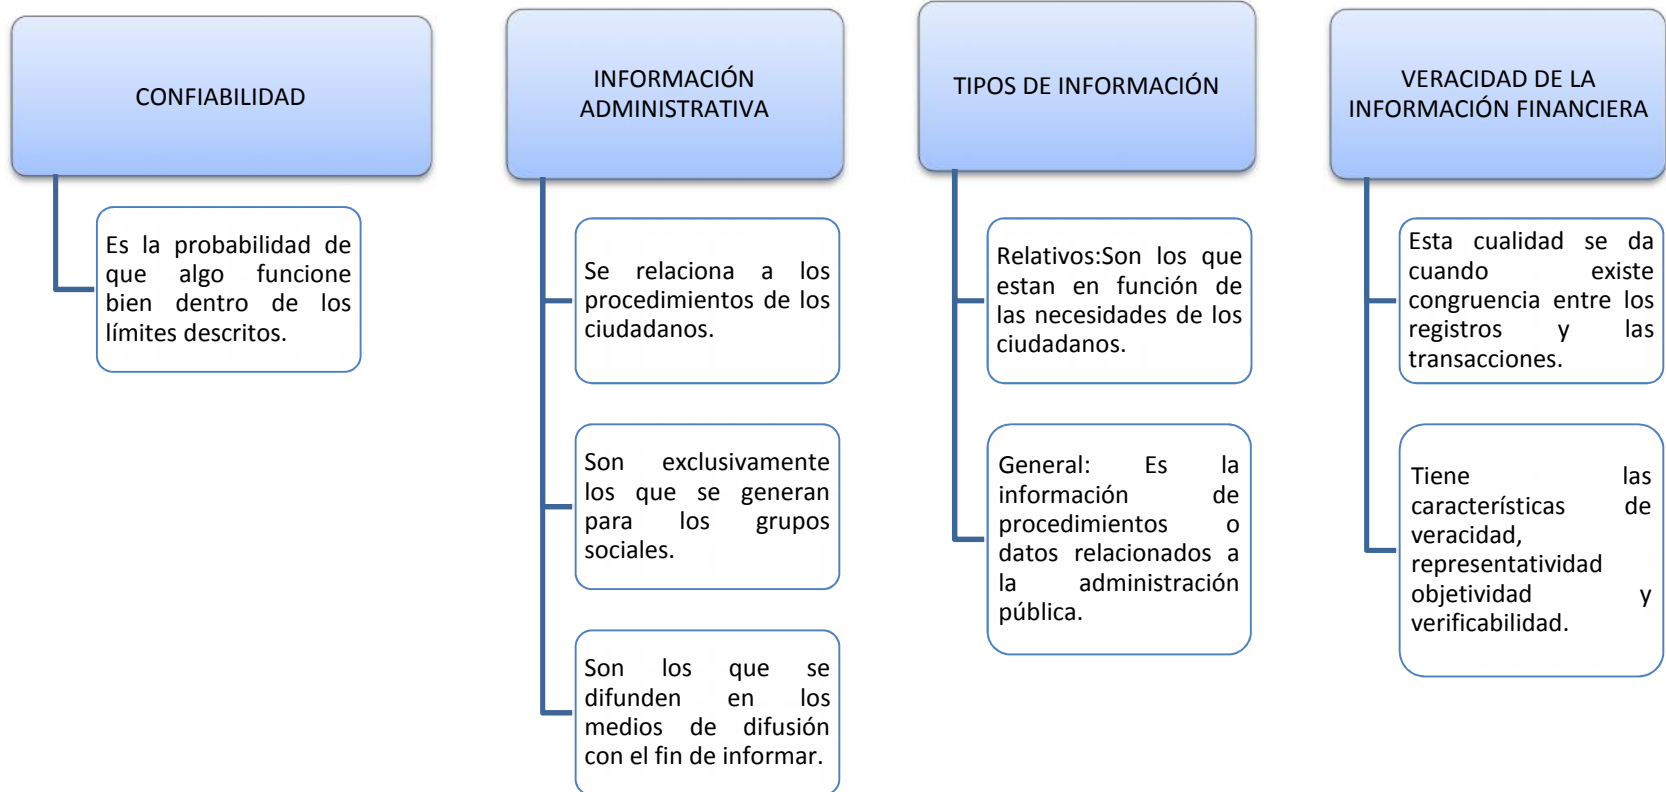 CONFIABILIDAD
Es la probabilidad de
que algo funcione
bien dentro de los
límites descritos.
INFORMACIÓN
ADMINISTRATIVA
Se relaciona a los
procedimientos de los
ciudadanos.
Son exclusivamente
los que se generan
para los grupos
sociales.
Son los que se
difunden en los
medios de difusión
con el fin de informar.
TIPOS DE INFORMACIÓN
Relativos:Son los que
estan en función de
las necesidades de los
ciudadanos.
General: Es la
información de
procedimientos o
datos relacionados a
la administración
pública.
VERACIDAD DE LA
INFORMACIÓN FINANCIERA
Esta cualidad se da
cuando existe
congruencia entre los
registros y las
transacciones.
Tiene las
características de
veracidad,
representatividad
objetividad y
verificabilidad.